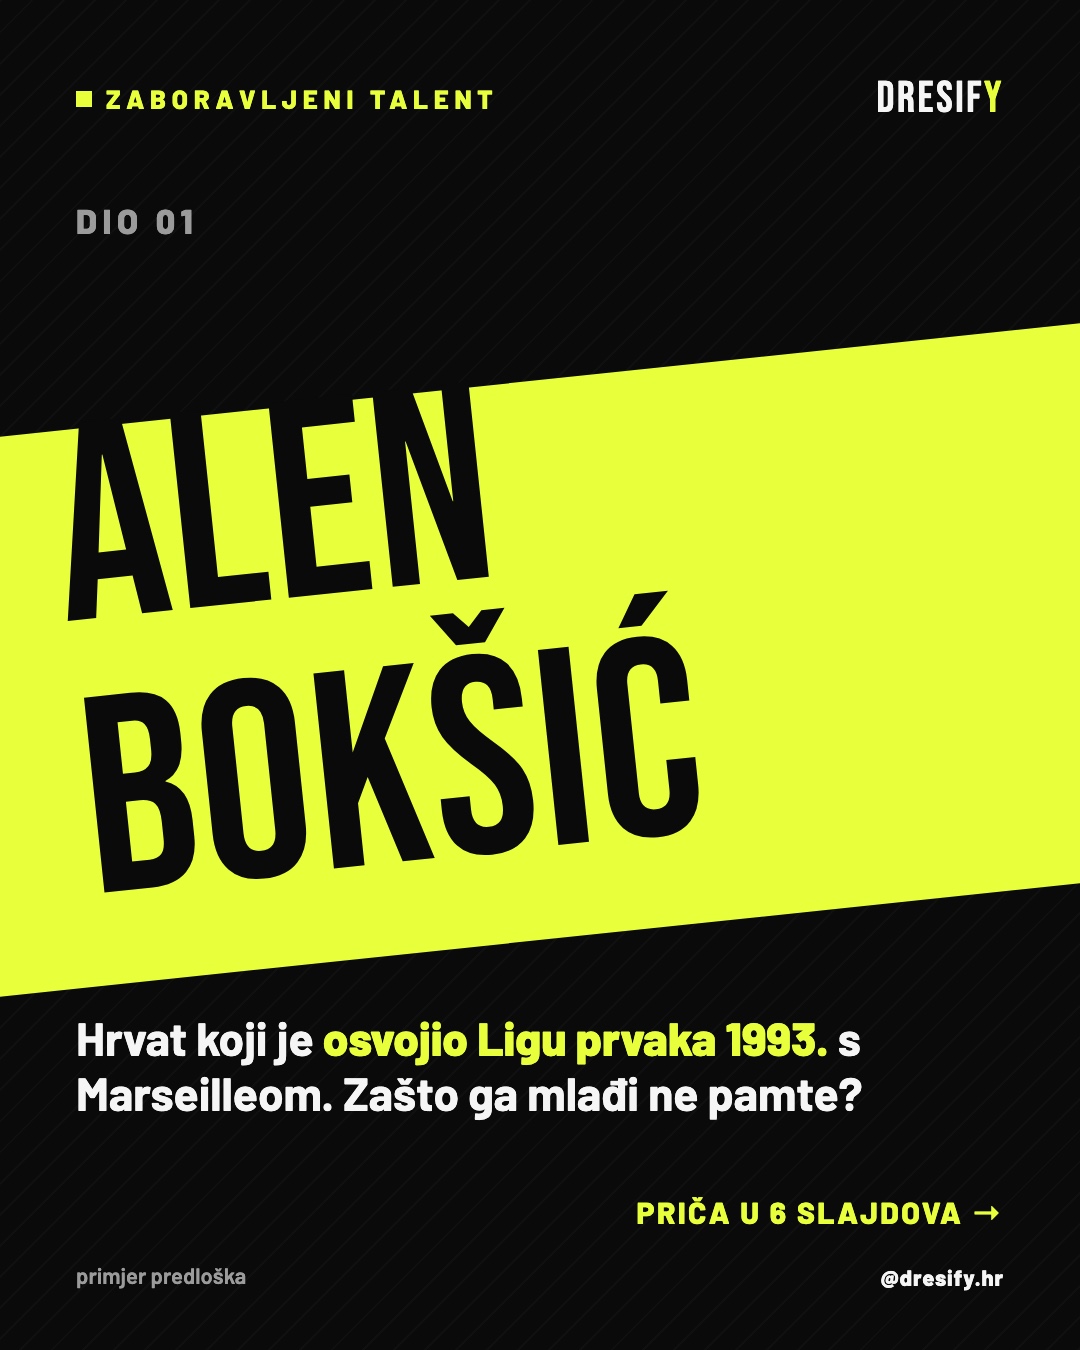 ZABORAVLJENI TALENT
DRESIFY
DIO 01
ALEN
BOKŠIĆ
Hrvat koji je osvojio Ligu prvaka 1993. s
Marseilleom. Zašto ga mlađi ne pamte?
PRIČA U 6 SLAJDOVA →
primjer predloška
@dresify.hr